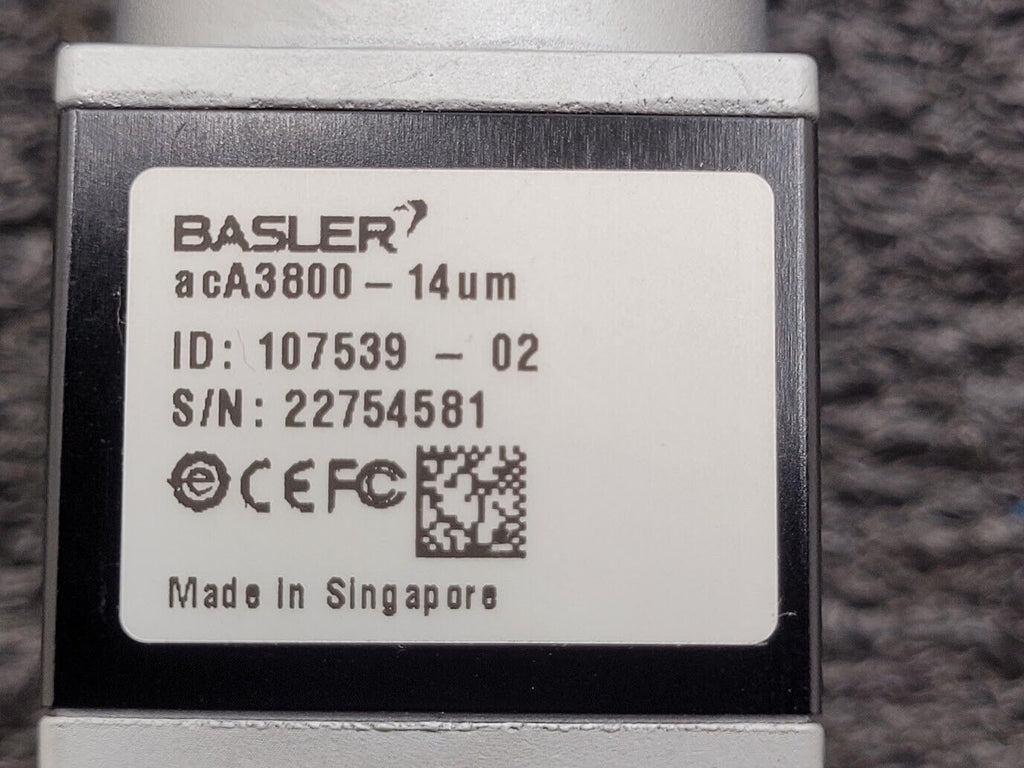 BASLER
acA3800 – 14um
ID: 107539 – 02
S/N: 22754581
CE FC
Made in Singapore